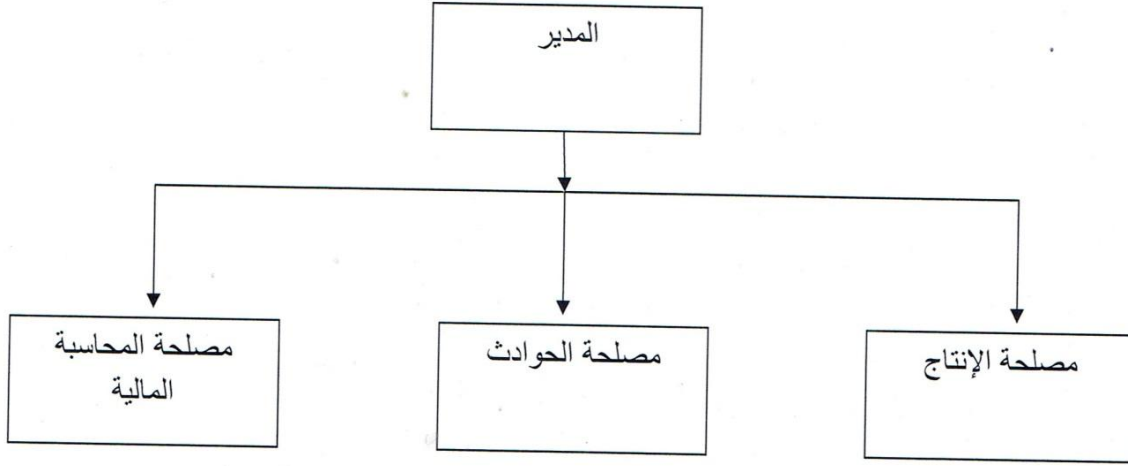 المدير
مصلحة الإنتاج
مصلحة الحوادث
مصلحة المحاسبة
المالية